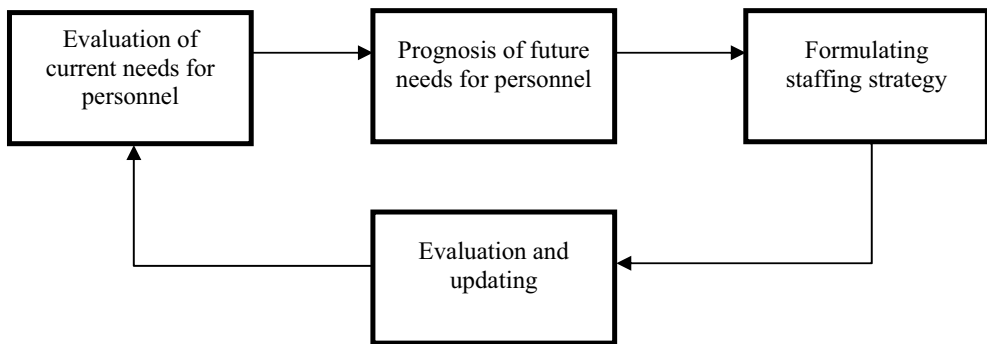 Evaluation of
current needs for
personnel
Prognosis of future
needs for personnel
Formulating
staffing strategy
Evaluation and
updating